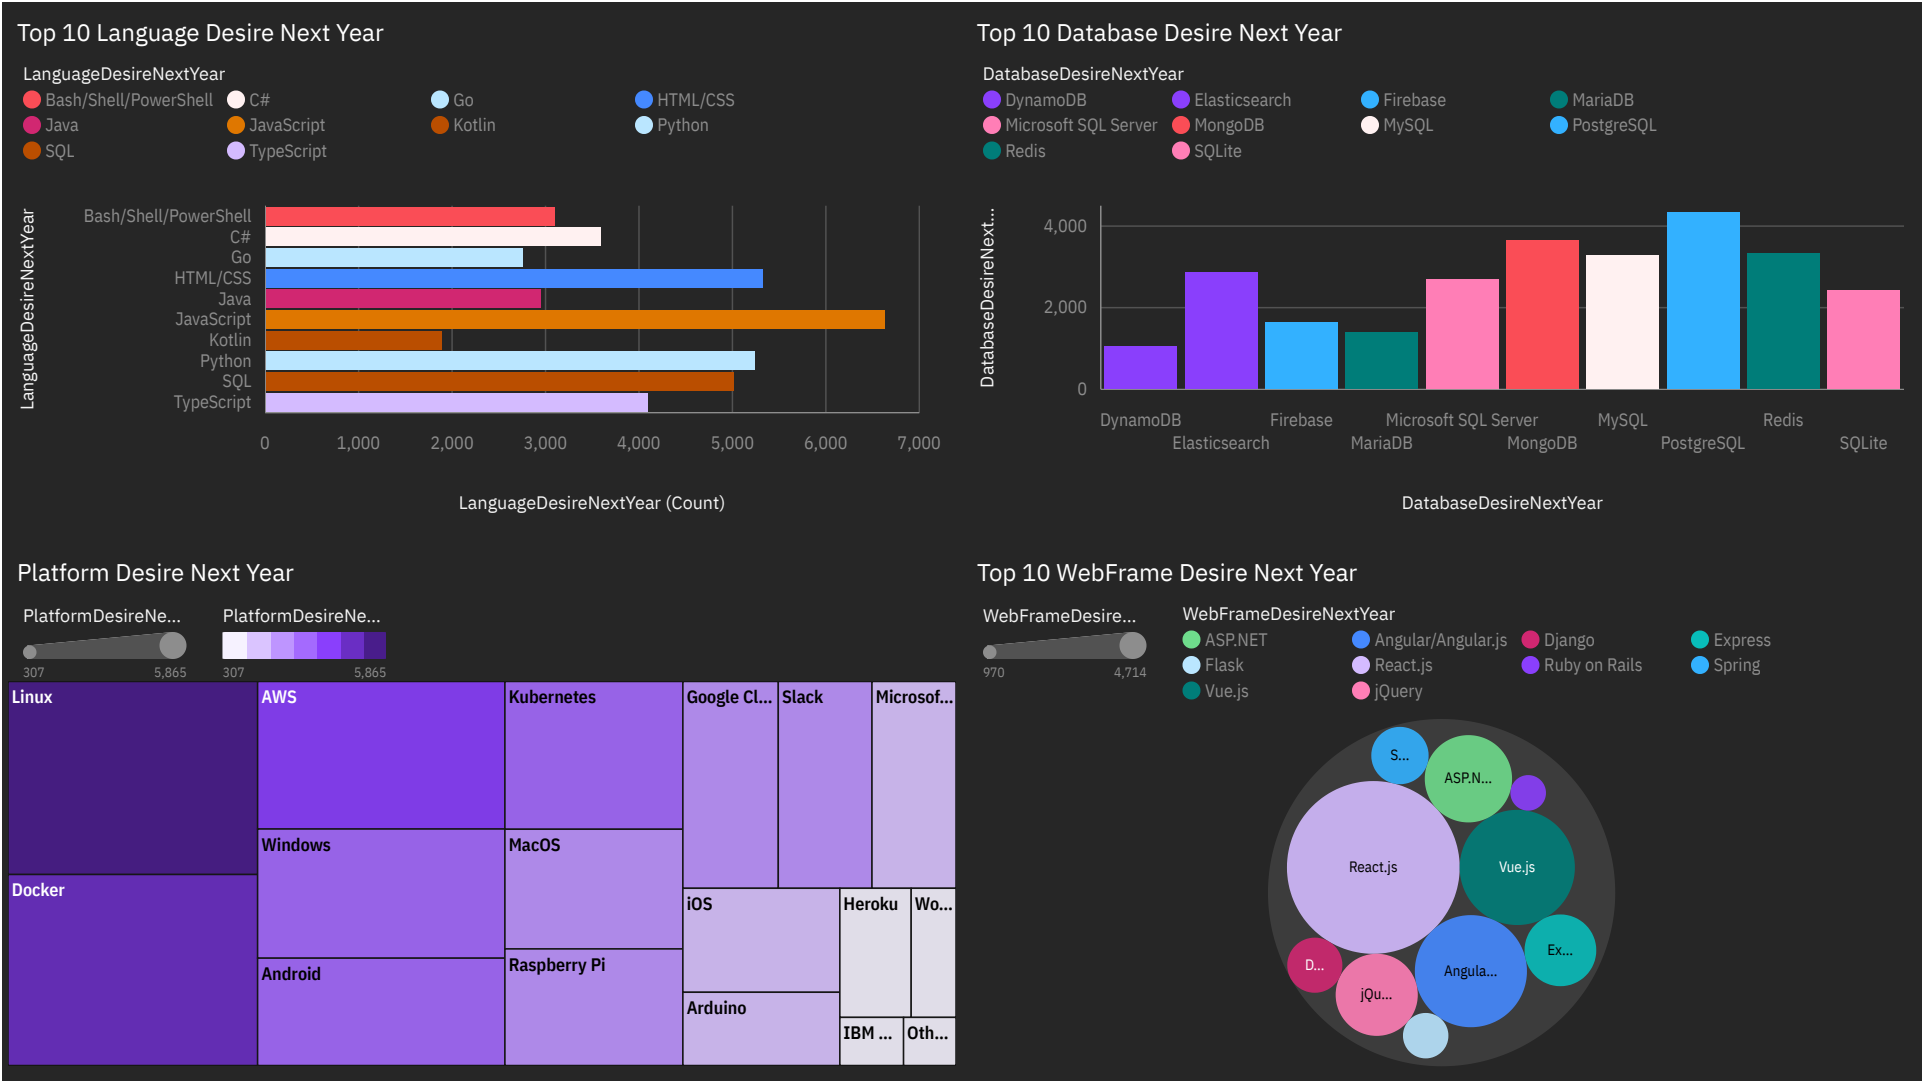 Top 10 Language Desire Next Year
LanguageDesireNextYear
Bash/Shell/PowerShell C# Go HTML/CSS
Java JavaScript Kotlin Python
SQL TypeScript
LanguageDesireNextYear
Bash/Shell/PowerShell
C#
Go
HTML/CSS
Java
JavaScript
Kotlin
Python
SQL
TypeScript
0 1,000 2,000 3,000 4,000 5,000 6,000 7,000
LanguageDesireNextYear (Count)
Top 10 Database Desire Next Year
DatabaseDesireNextYear
DynamoDB Elasticsearch Firebase MariaDB
Microsoft SQL Server MongoDB MySQL PostgreSQL
Redis SQLite
DatabaseDesireNext...
4,000
2,000
0
DynamoDB Firebase Microsoft SQL Server MySQL Redis
Elasticsearch MariaDB MongoDB PostgreSQL SQLite
DatabaseDesireNextYear
Platform Desire Next Year
PlatformDesireNe... PlatformDesireNe...
307 5,865 307 5,865
Linux AWS Kubernetes Google Cl... Slack Microsof...
Windows MacOS
Docker iOS Heroku Wo...
Android Raspberry Pi
Arduino IBM ... Oth...
Top 10 WebFrame Desire Next Year
WebFrameDesire... WebFrameDesireNextYear
970 4,714
ASP.NET Angular/Angular.js Django Express
Flask React.js Ruby on Rails Spring
Vue.js jQuery
S...
ASP.N...
React.js Vue.js
Ex...
D... Angula...
jQu...